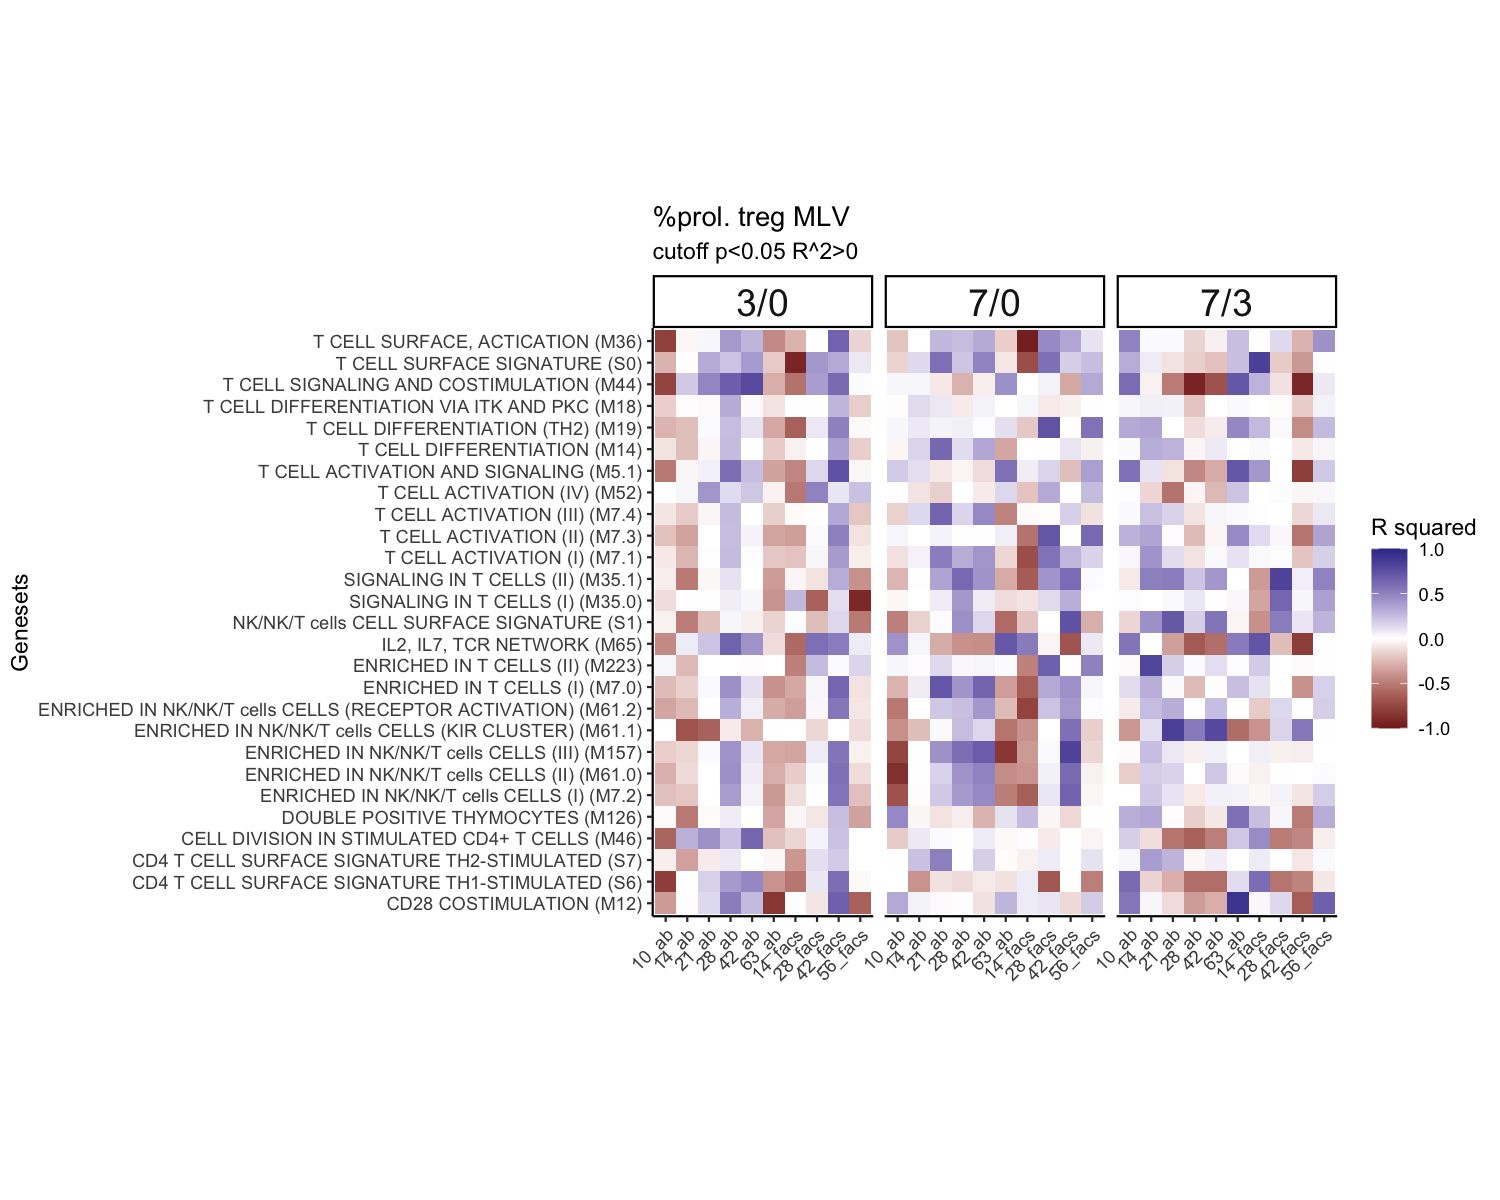 %prol. treg MLV
cutoff p<0.05 R^2>0
3/0
7/0
7/3
T CELL SURFACE, ACTICATION (M36)
T CELL SURFACE SIGNATURE (S0)
T CELL SIGNALING AND COSTIMULATION (M44)
T CELL DIFFERENTIATION VIA ITK AND PKC (M18)
T CELL DIFFERENTIATION (TH2) (M19)
T CELL DIFFERENTIATION (M14)
T CELL ACTIVATION AND SIGNALING (M5.1)
T CELL ACTIVATION (IV) (M52)
T CELL ACTIVATION (III) (M7.4)
T CELL ACTIVATION (II) (M7.3)
T CELL ACTIVATION (I) (M7.1)
SIGNALING IN T CELLS (II) (M35.1)
SIGNALING IN T CELLS (I) (M35.0)
NK/NK/T cells CELL SURFACE SIGNATURE (S1)
IL2, IL7, TCR NETWORK (M65)
ENRICHED IN T CELLS (II) (M223)
ENRICHED IN T CELLS (I) (M7.0)
ENRICHED IN NK/NK/T cells CELLS (RECEPTOR ACTIVATION) (M61.2)
ENRICHED IN NK/NK/T cells CELLS (KIR CLUSTER) (M61.1)
ENRICHED IN NK/NK/T cells CELLS (III) (M157)
ENRICHED IN NK/NK/T cells CELLS (II) (M61.0)
ENRICHED IN NK/NK/T cells CELLS (I) (M7.2)
DOUBLE POSITIVE THYMOCYTES (M126)
CELL DIVISION IN STIMULATED CD4+ T CELLS (M46)
CD4 T CELL SURFACE SIGNATURE TH2-STIMULATED (S7)
CD4 T CELL SURFACE SIGNATURE TH1-STIMULATED (S6)
CD28 COSTIMULATION (M12)
Genesets
10_ab
14_ab
21_ab
28_ab
42_ab
63_ab
14_facs
28_facs
42_facs
56_facs
10_ab
14_ab
21_ab
28_ab
42_ab
63_ab
14_facs
28_facs
42_facs
56_facs
10_ab
14_ab
21_ab
28_ab
42_ab
63_ab
14_facs
28_facs
42_facs
56_facs
R squared
1.0
0.5
0.0
-0.5
-1.0